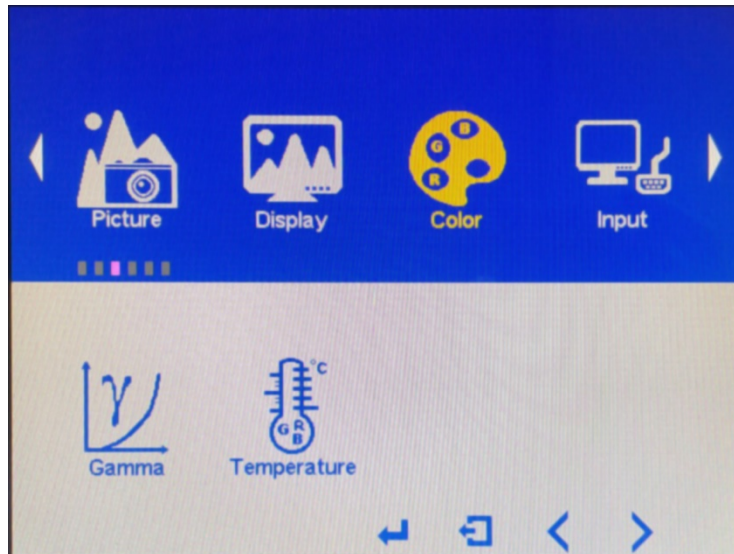 Picture
Display
B
G
R
Color
Input
γ
Gamma
°C
G R
B
Temperature